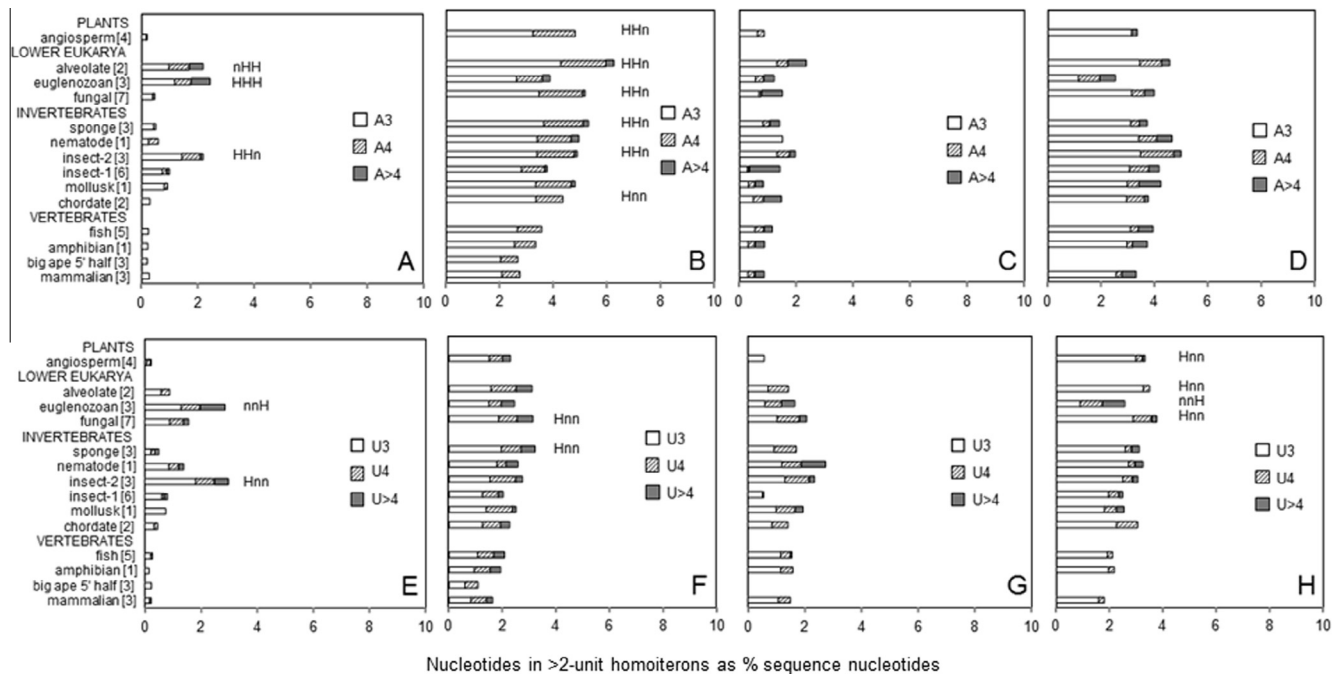 PLANTS
angiosperm[4]
LOWER EUKARYA
alveolate[2]
euglenozoan[3]
fungal[7]
INVERTEBRATES
sponge[3]
nematode[1]
insect-2[3]
insect-1[6]
mollusk[1]
chordate[2]
VERTEBRATES
fish[5]
amphibian[1]
big ape 5' half[3]
mammalian[3]
nHH
HHH
HHn
A3
A4
A>4
A
0 2 4 6 8 10
HHn
HHn
HHn
HHn
HHn
Hnn
A3
A4
A>4
B
0 2 4 6 8 10
A3
A4
A>4
C
0 2 4 6 8 10
A3
A4
A>4
D
0 2 4 6 8 10
PLANTS
angiosperm[4]
LOWER EUKARYA
alveolate[2]
euglenozoan[3]
fungal[7]
INVERTEBRATES
sponge[3]
nematode[1]
insect-2[3]
insect-1[6]
mollusk[1]
chordate[2]
VERTEBRATES
fish[5]
amphibian[1]
big ape 5' half[3]
mammalian[3]
nnH
Hnn
U3
U4
U>4
E
0 2 4 6 8 10
Hnn
Hnn
U3
U4
U>4
F
0 2 4 6 8 10
U3
U4
U>4
G
0 2 4 6 8 10
Hnn
Hnn
nnH
Hnn
U3
U4
U>4
H
0 2 4 6 8 10
Nucleotides in >2-unit homoiterons as % sequence nucleotides